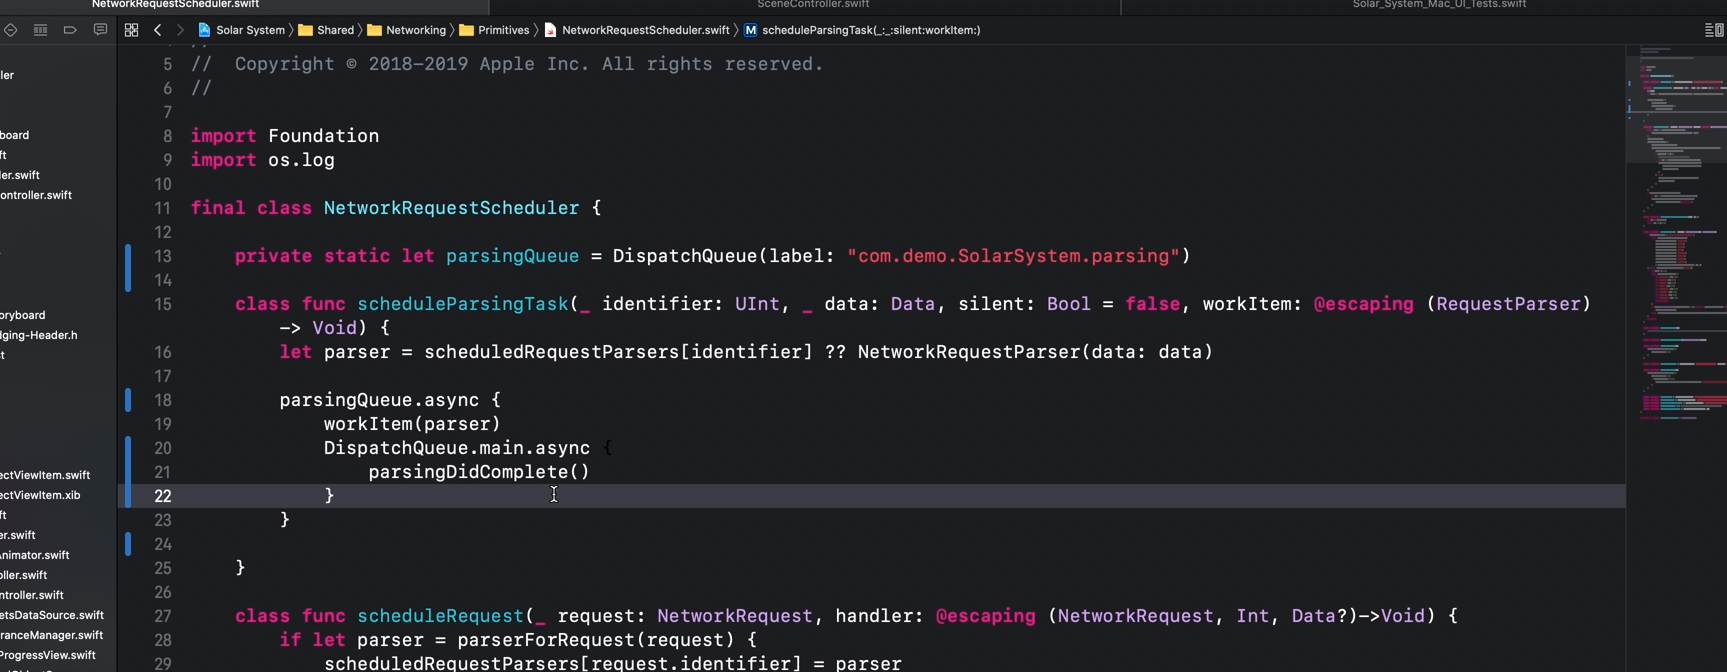 NetworkRequestScheduler.swift SceneController.swift Solar_System_Mac_UI_Tests.swift
Solar System 〉 Shared 〉 Networking 〉 Primitives 〉 NetworkRequestScheduler.swift 〉 M scheduleParsingTask(_:_:silent:workItem:)
ler
board
ft
ler.swift
ontroller.swift
oryboard
dging-Header.h
st
ectViewItem.swift
ectViewItem.xib
ft
er.swift
Animator.swift
oller.swift
ontroller.swift
etsDataSource.swift
ranceManager.swift
ProgressView.swift
5 //  Copyright © 2018–2019 Apple Inc. All rights reserved.
6 //
7
8 import Foundation
9 import os.log
10
11 final class NetworkRequestScheduler {
12
13     private static let parsingQueue = DispatchQueue(label: "com.demo.SolarSystem.parsing")
14
15     class func scheduleParsingTask(_ identifier: UInt, _ data: Data, silent: Bool = false, workItem: @escaping (RequestParser)
        -> Void) {
16         let parser = scheduledRequestParsers[identifier] ?? NetworkRequestParser(data: data)
17
18         parsingQueue.async {
19             workItem(parser)
20             DispatchQueue.main.async {
21                 parsingDidComplete()
22             }
23         }
24
25     }
26
27     class func scheduleRequest(_ request: NetworkRequest, handler: @escaping (NetworkRequest, Int, Data?)->Void) {
28         if let parser = parserForRequest(request) {
29             scheduledRequestParsers[request.identifier] = parser